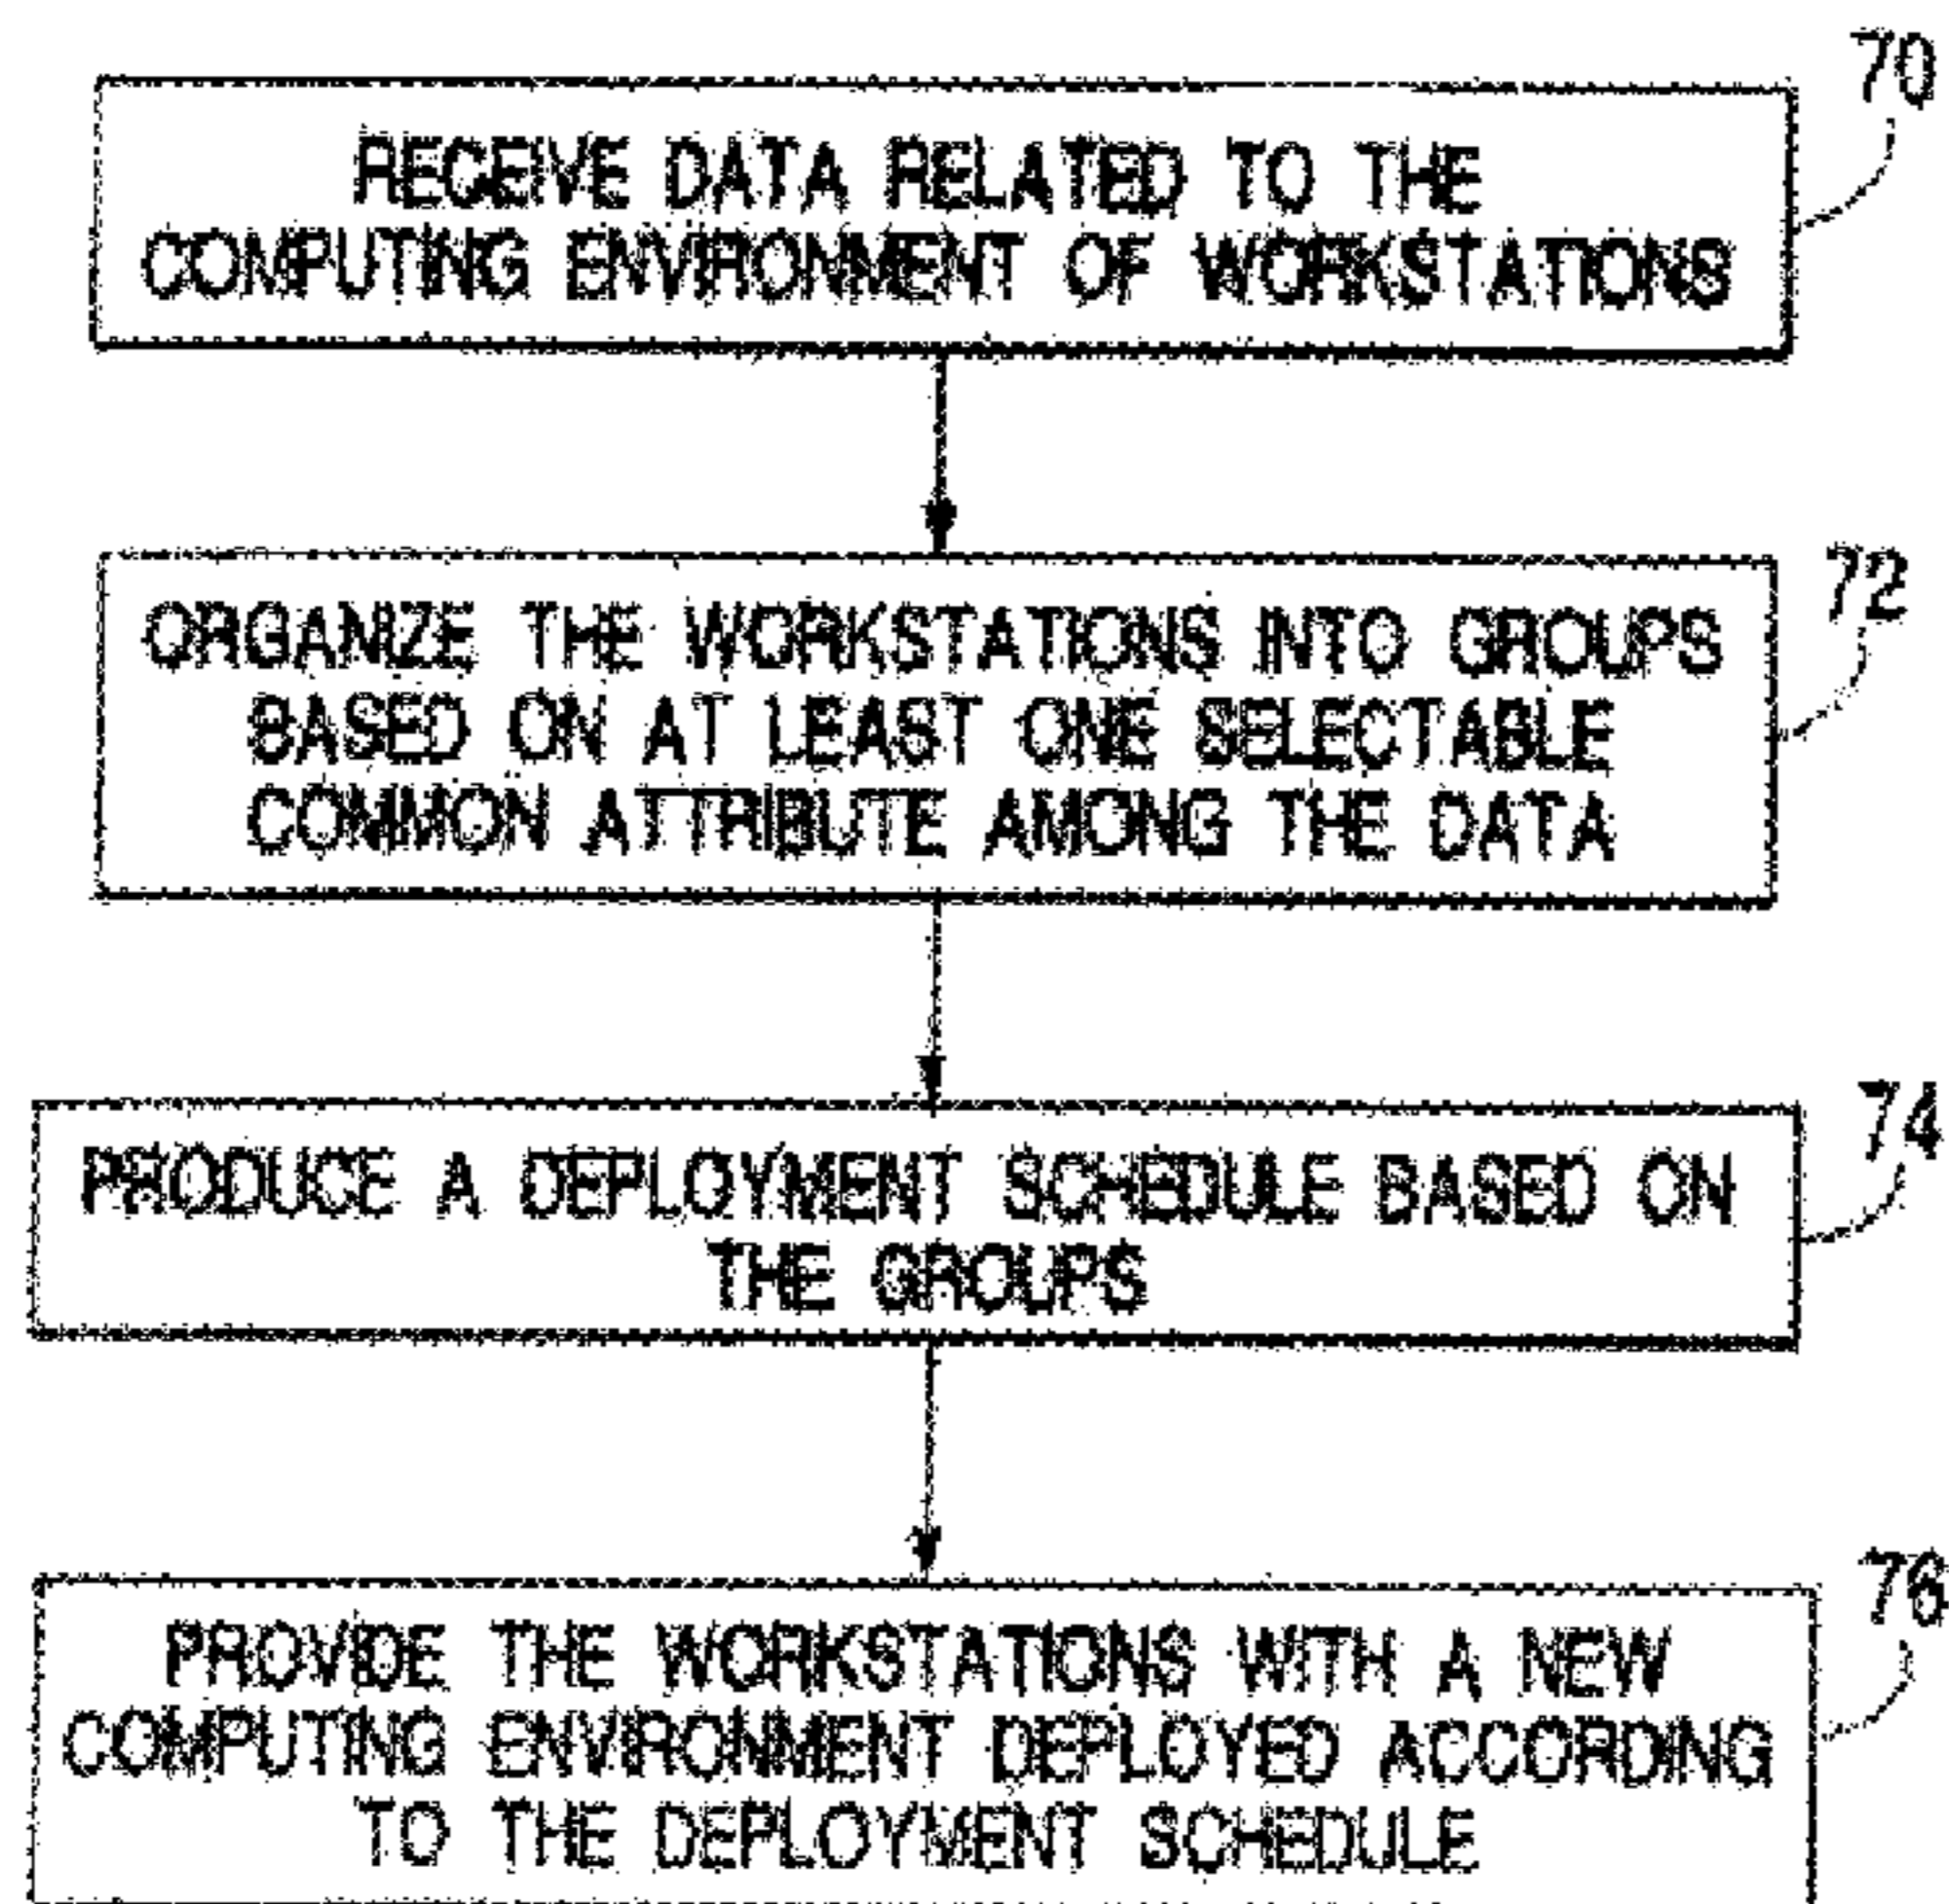 70
RECEIVE DATA RELATED TO THE
COMPUTING ENVIRONMENT OF WORKSTATIONS
72
ORGANIZE THE WORKSTATIONS INTO GROUPS
BASED ON AT LEAST ONE SELECTABLE
COMMON ATTRIBUTE AMONG THE DATA
74
PRODUCE A DEPLOYMENT SCHEDULE BASED ON
THE GROUPS
76
PROVIDE THE WORKSTATIONS WITH A NEW
COMPUTING ENVIRONMENT DEPLOYED ACCORDING
TO THE DEPLOYMENT SCHEDULE